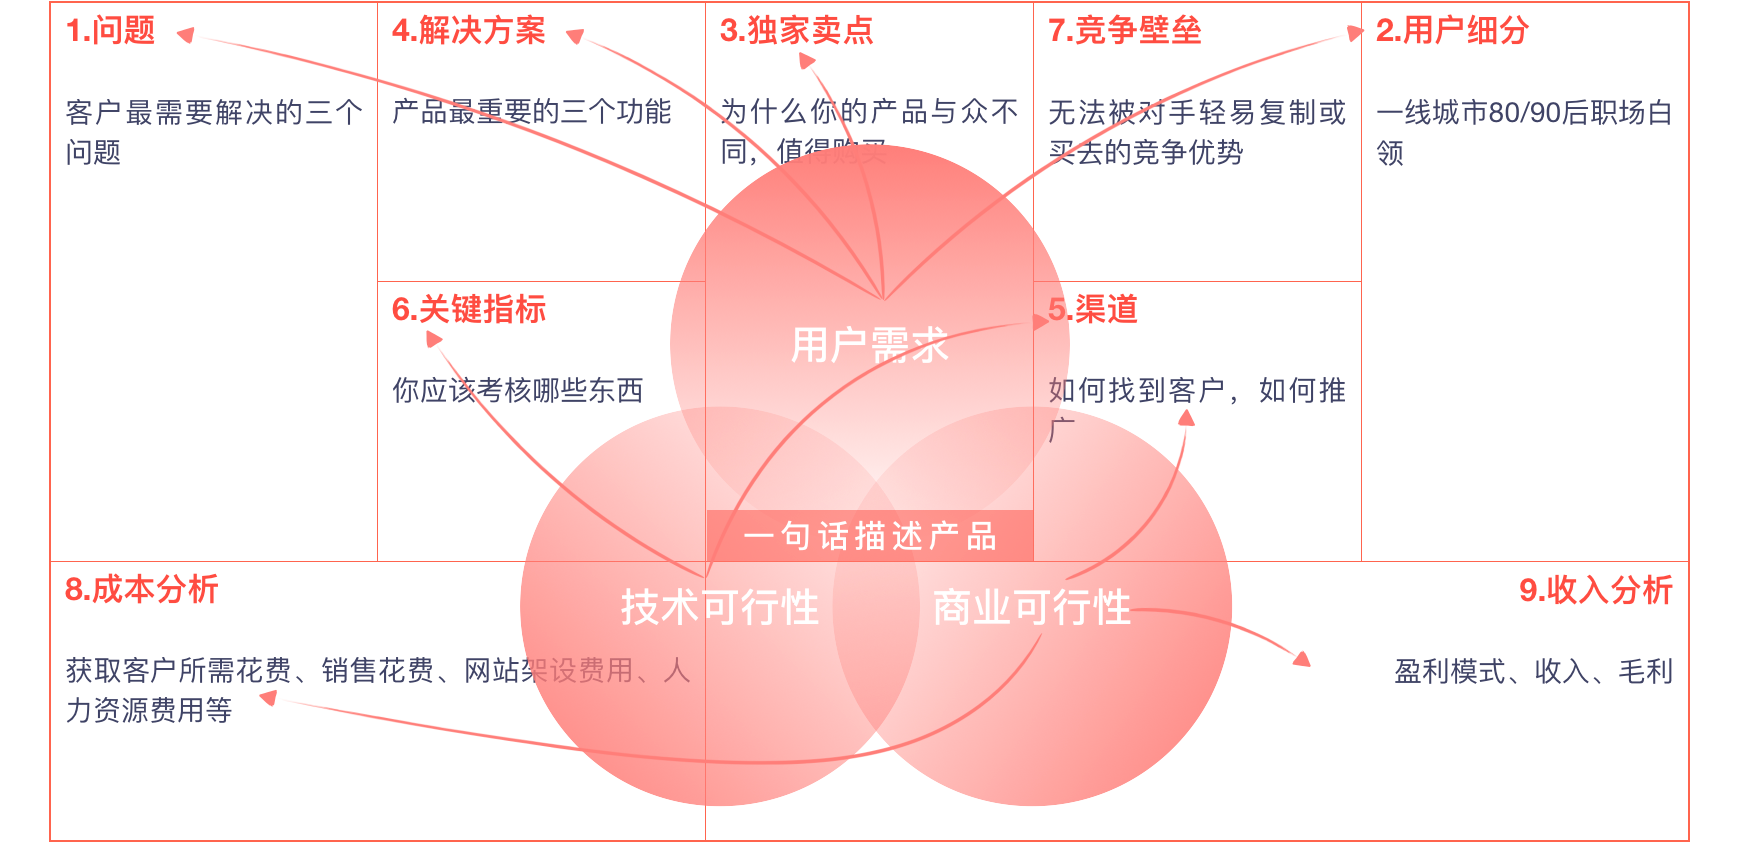 1.问题
客户最需要解决的三个
问题
4.解决方案
产品最重要的三个功能
3.独家卖点
为什么你的产品与众不
同，值得购买
7.竞争壁垒
无法被对手轻易复制或
买去的竞争优势
2.用户细分
一线城市80/90后职场白
领
6.关键指标
你应该考核哪些东西
用户需求
5.渠道
如何找到客户，如何推
广
一句话描述产品
技术可行性
商业可行性
8.成本分析
获取客户所需花费、销售花费、网站架设费用、人
力资源费用等
9.收入分析
盈利模式、收入、毛利